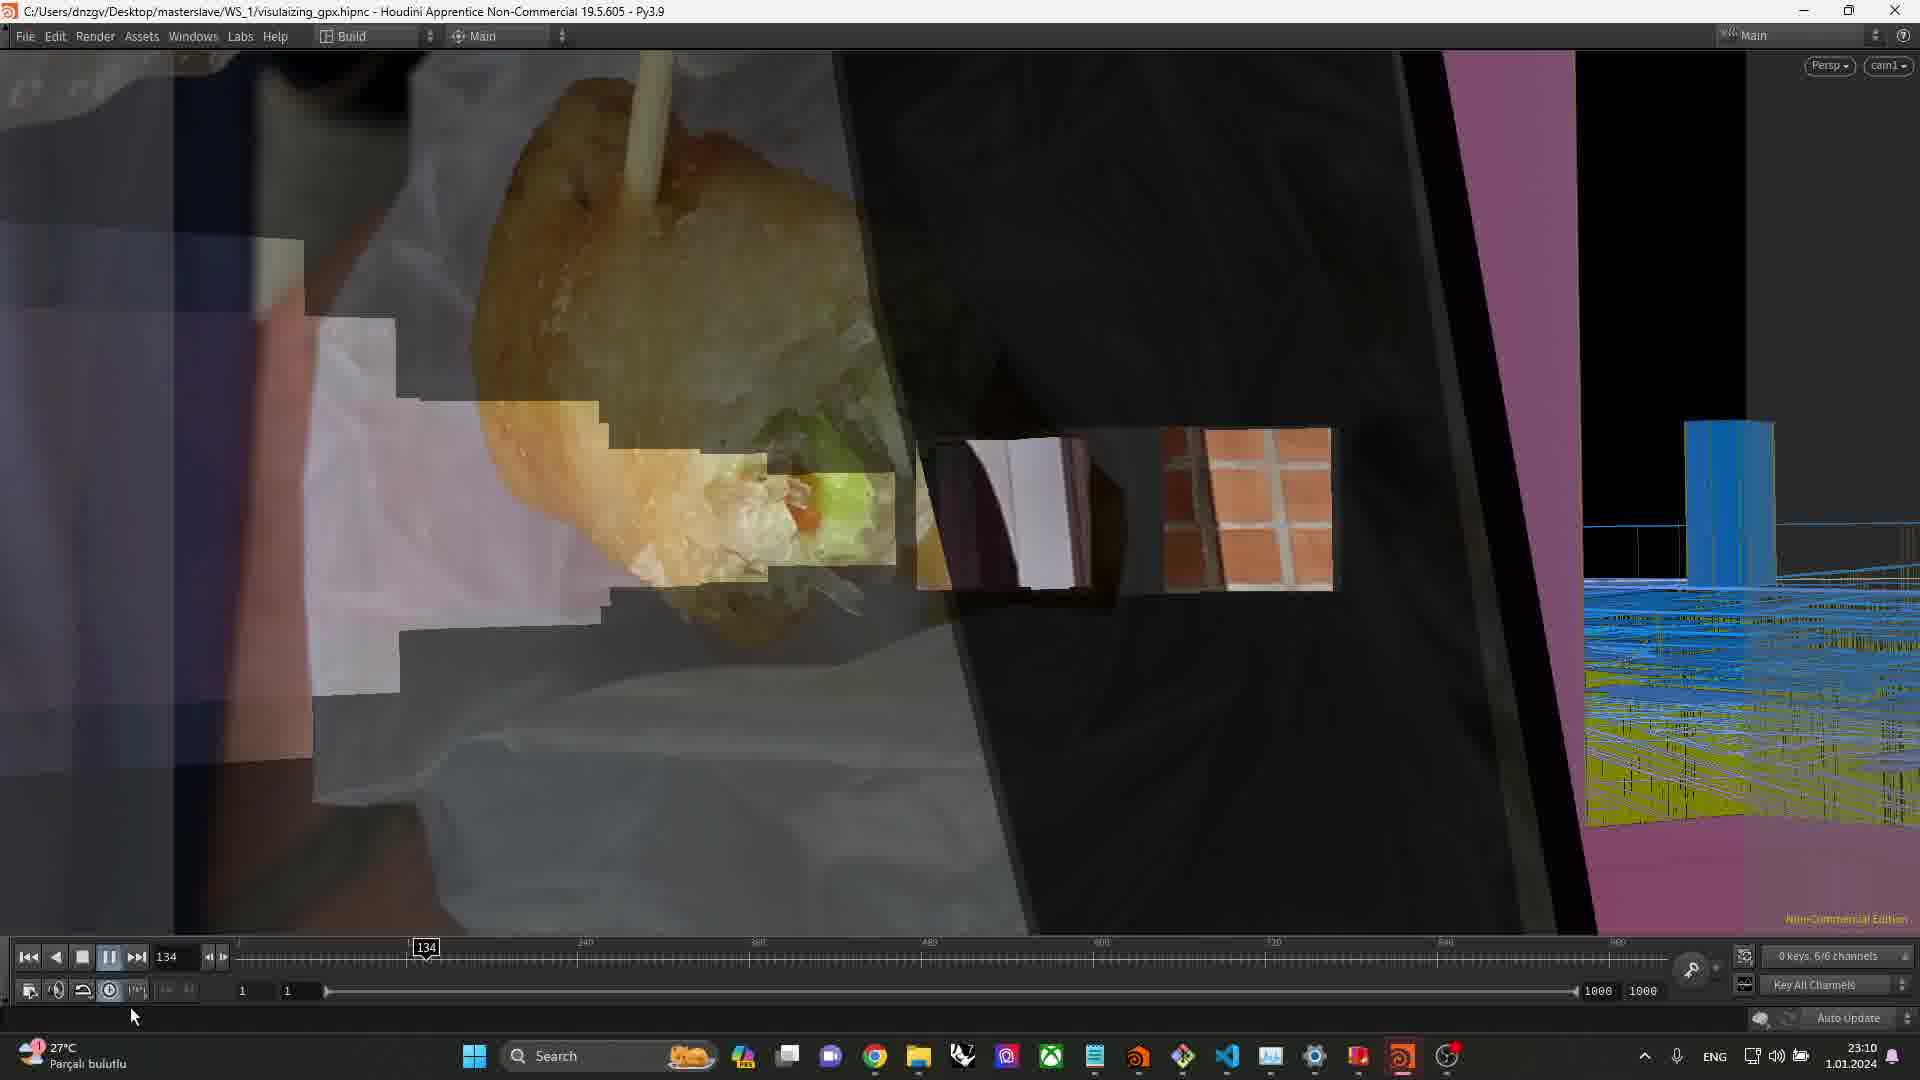 C:/Users/dnzgv/Desktop/masterslave/WS_1/visulaizing_gpx.hipnc - Houdini Apprentice Non-Commercial 19.5.605 - Py3.9
File Edit Render Assets Windows Labs Help Build Main Main
Persp cam1
Non-Commercial Edition
134 134 240 360 480 600 720 840 960 0 keys, 6/6 channels
1 1 1000 1000 Key All Channels
Auto Update
27°C
Parçalı bulutlu
Search
ENG
23:10
1.01.2024